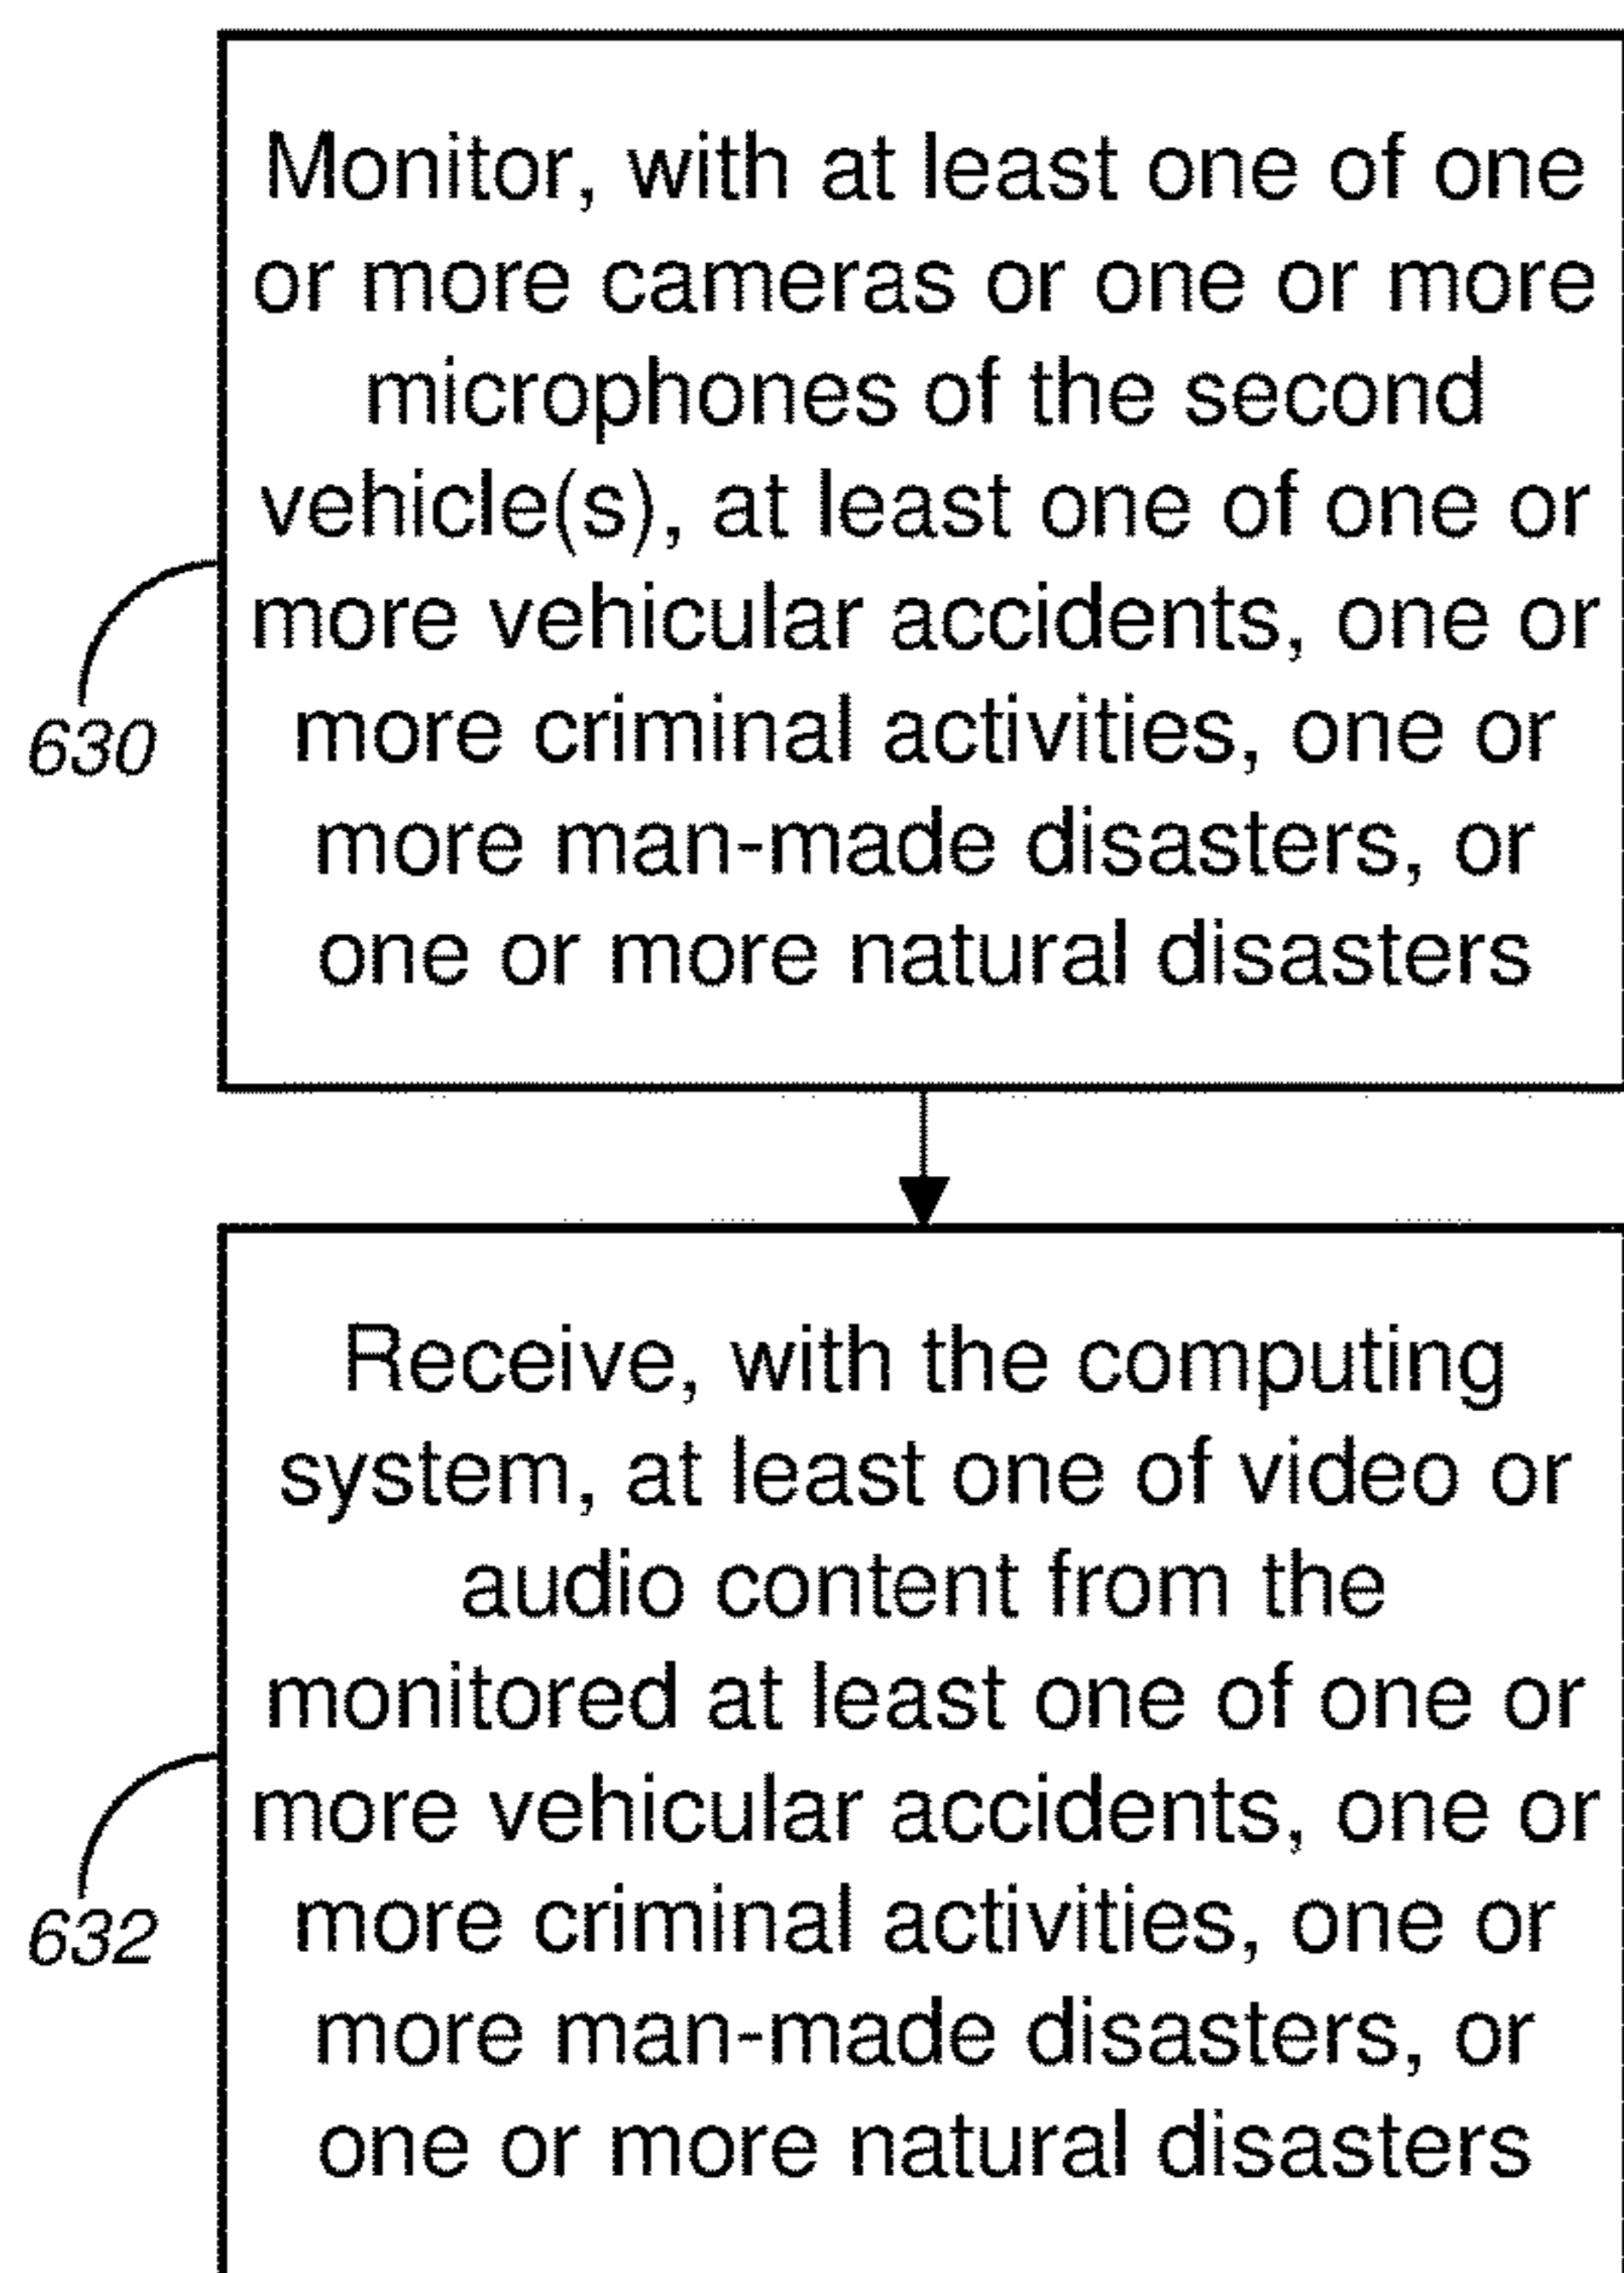 Monitor, with at least one of one
or more cameras or one or more
microphones of the second
vehicle(s), at least one of one or
more vehicular accidents, one or
more criminal activities, one or
more man-made disasters, or
one or more natural disasters
630
Receive, with the computing
system, at least one of video or
audio content from the
monitored at least one of one or
more vehicular accidents, one or
more criminal activities, one or
more man-made disasters, or
one or more natural disasters
632